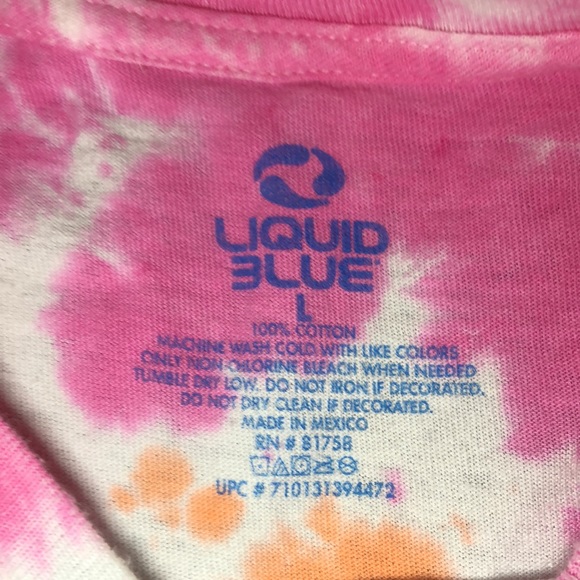 LIQUID
BLUE
L
100% COTTON
MACHINE WASH COLD WITH LIKE COLORS
ONLY NON-CHLORINE BLEACH WHEN NEEDED
TUMBLE DRY LOW. DO NOT IRON IF DECORATED.
DO NOT DRY CLEAN IF DECORATED.
MADE IN MEXICO
RN # 81758
UPC # 710131394472